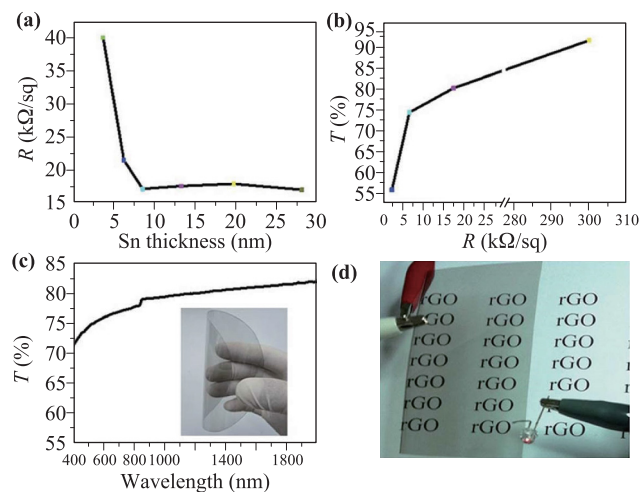 (a)
40
35
30
25
20
15
R (kΩ/sq)
0 5 10 15 20 25 30
Sn thickness (nm)
(b)
95
90
85
80
75
70
65
60
55
T (%)
0 5 10 15 20 25 280 290 300 310
R (kΩ/sq)
(c)
85
80
75
70
65
60
55
T (%)
400 600 800 1000 1400 1800
Wavelength (nm)
(d)
rGO rGO rGO
rGO rGO rGO
rGO rGO rGO
rGO rGO rGO
rGO rGO rGO
rGO rGO
rGO rGO rGO